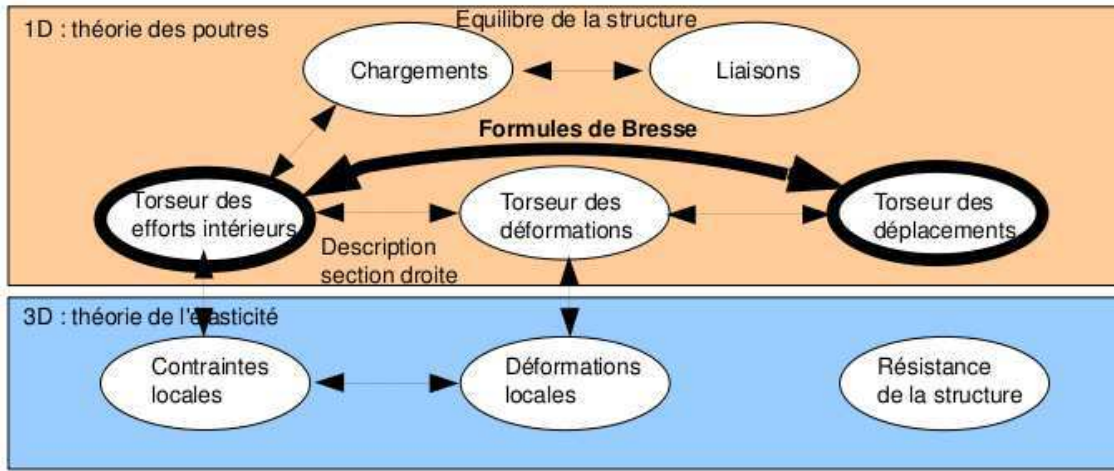 Equilibre de la structure
1D : théorie des poutres
Chargements
Liaisons
Formules de Bresse
Torseur des
efforts intérieurs
Torseur des
déformations
Torseur des
déplacements
Description
section droite
3D : théorie de l'élasticité
Contraintes
locales
Déformations
locales
Résistance
de la structure